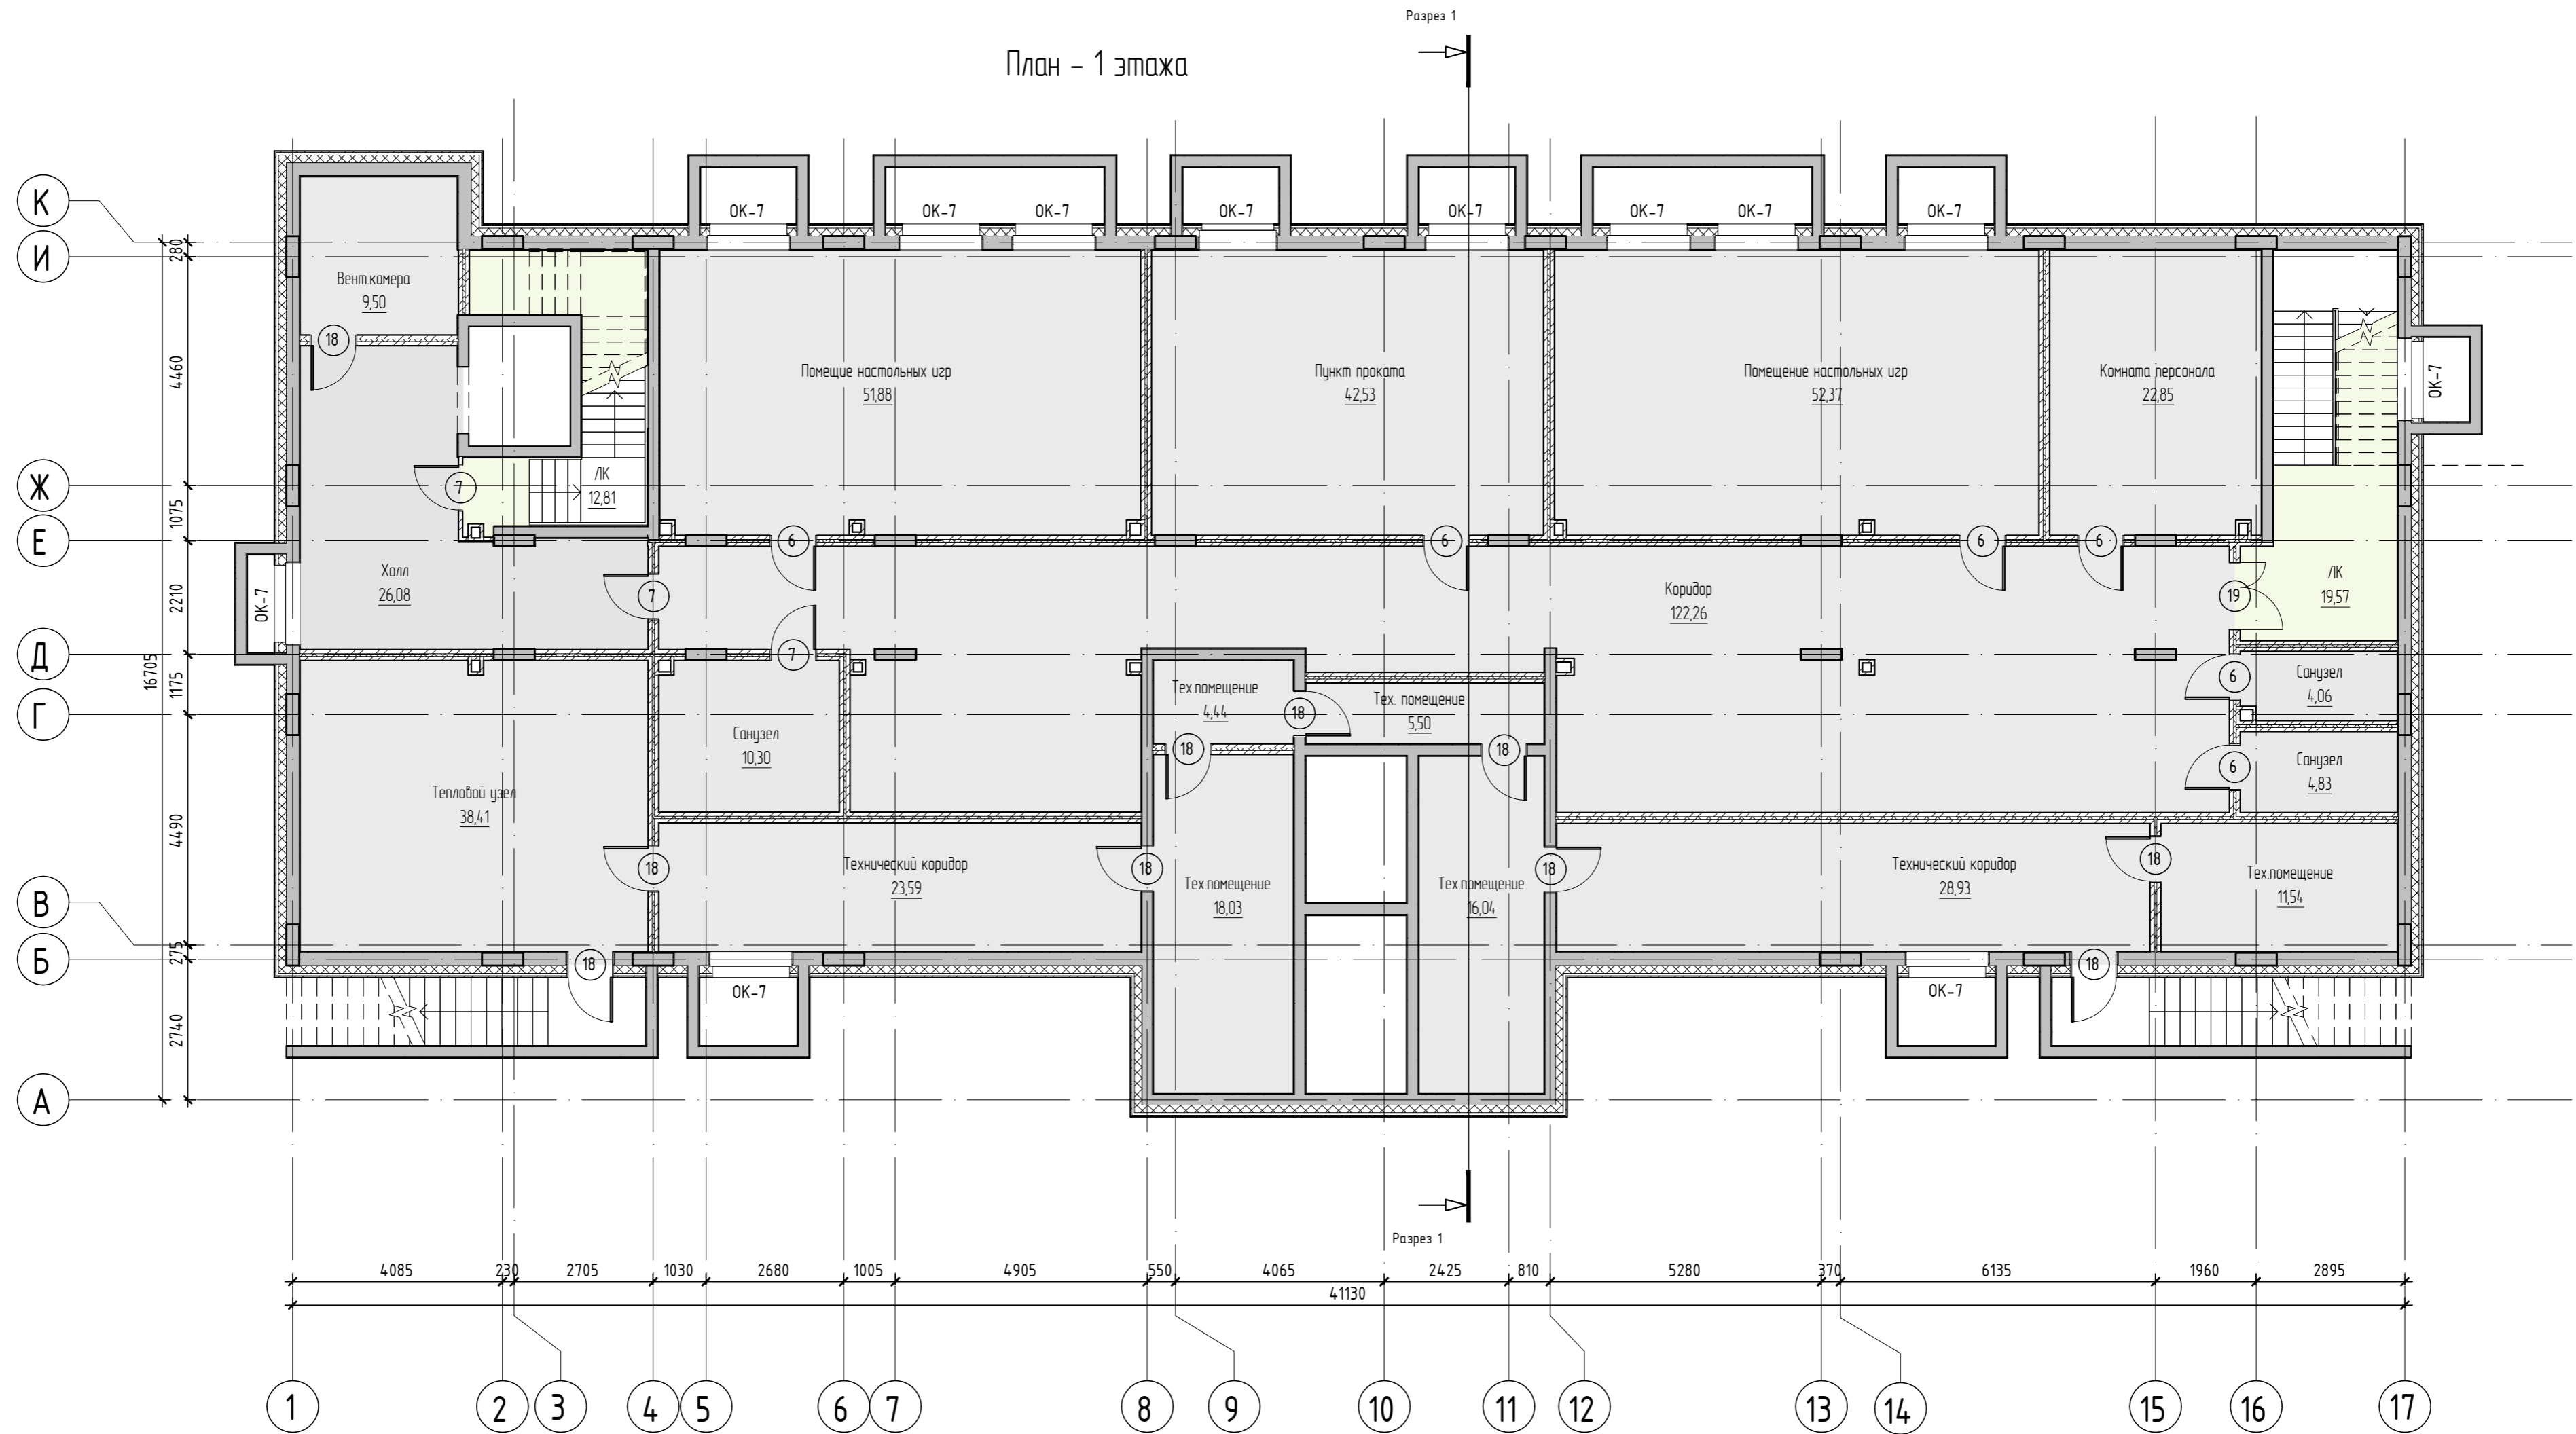 Разрез 1
План - 1 этажа
К
И
Ж
Е
Д
Г
В
Б
А
280
4460
1075
2210
1175
4490
275
2740
16705
ОК-7
ОК-7
ОК-7
ОК-7
ОК-7
ОК-7
ОК-7
ОК-7
Вент.камера
9,50
18
Помещие настольных игр
51,88
Пункт проката
42,53
Помещение настольных игр
52,37
Комната персонала
22,85
ОК-7
7
ЛК
12,81
6
6
6
6
Холл
26,08
ОК-7
7
Коридор
122,26
19
ЛК
19,57
7
Санузел
10,30
Тех.помещение
4,44
18
Тех. помещение
5,50
18
18
6
Санузел
4,06
6
Санузел
4,83
Тепловой узел
38,41
18
Технический коридор
23,59
18
Тех.помещение
18,03
Тех.помещение
16,04
18
Технический коридор
28,93
18
Тех.помещение
11,54
18
ОК-7
ОК-7
18
Разрез 1
4085
230
2705
1030
2680
1005
4905
550
4065
2425
810
5280
370
6135
1960
2895
41130
1
2
3
4
5
6
7
8
9
10
11
12
13
14
15
16
17